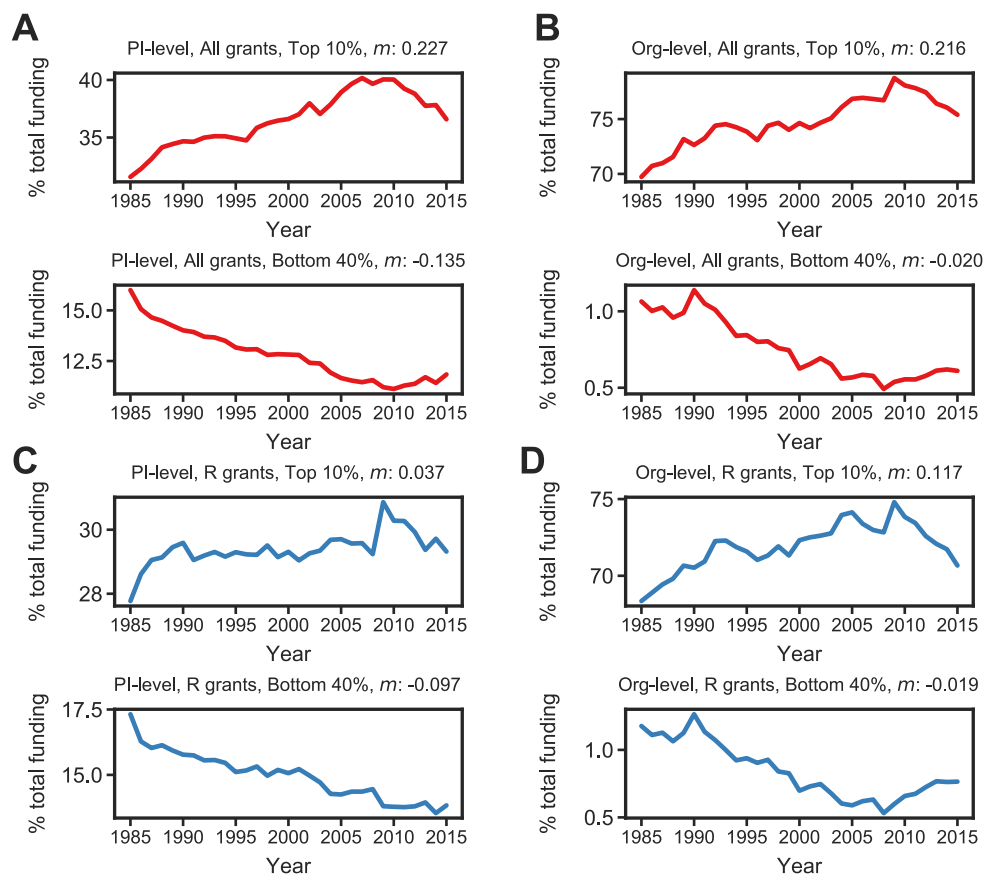 A
PI-level, All grants, Top 10%, m: 0.227
% total funding
40
35
1985 1990 1995 2000 2005 2010 2015
Year
PI-level, All grants, Bottom 40%, m: -0.135
% total funding
15.0
12.5
1985 1990 1995 2000 2005 2010 2015
Year
B
Org-level, All grants, Top 10%, m: 0.216
% total funding
75
70
1985 1990 1995 2000 2005 2010 2015
Year
Org-level, All grants, Bottom 40%, m: -0.020
% total funding
1.0
0.5
1985 1990 1995 2000 2005 2010 2015
Year
C
PI-level, R grants, Top 10%, m: 0.037
% total funding
30
28
1985 1990 1995 2000 2005 2010 2015
Year
PI-level, R grants, Bottom 40%, m: -0.097
% total funding
17.5
15.0
1985 1990 1995 2000 2005 2010 2015
Year
D
Org-level, R grants, Top 10%, m: 0.117
% total funding
75
70
1985 1990 1995 2000 2005 2010 2015
Year
Org-level, R grants, Bottom 40%, m: -0.019
% total funding
1.0
0.5
1985 1990 1995 2000 2005 2010 2015
Year